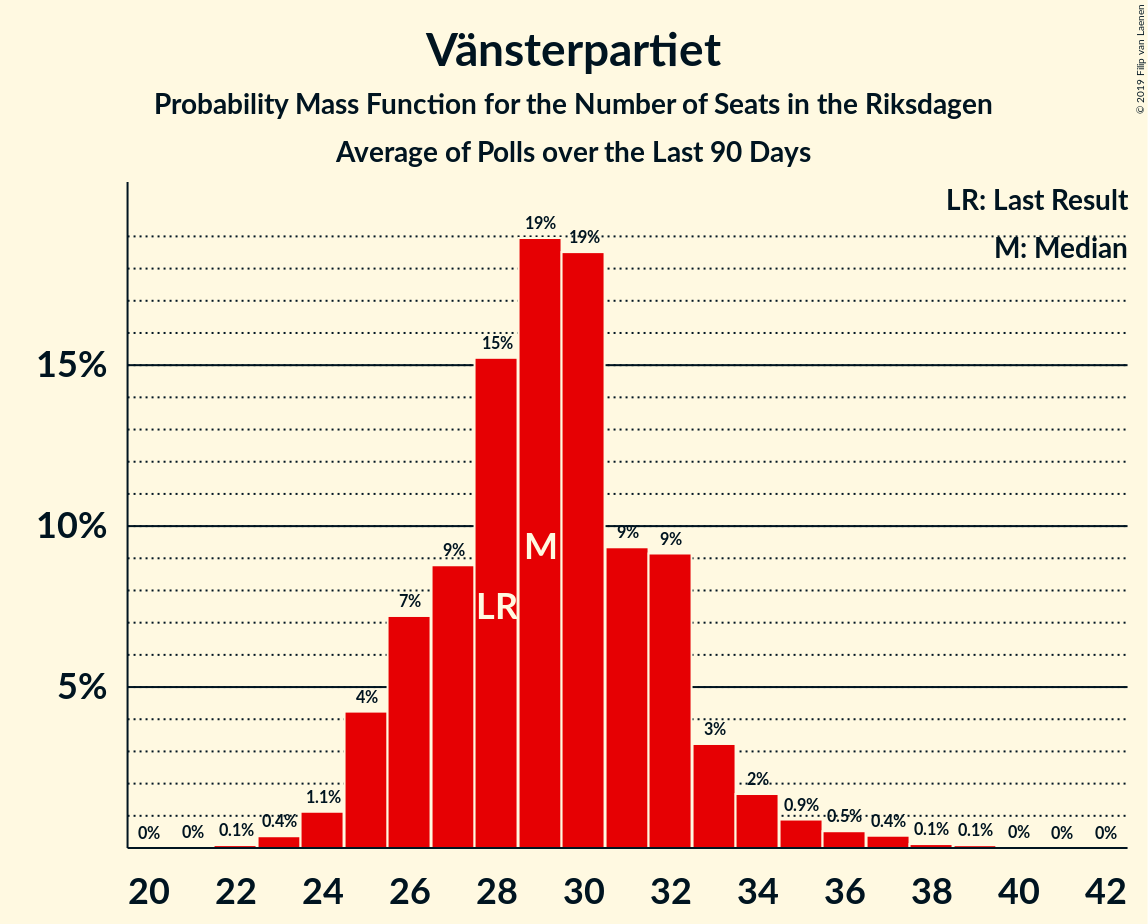 Vänsterpartiet
Probability Mass Function for the Number of Seats in the Riksdagen
Average of Polls over the Last 90 Days
© 2019 Filip van Laenen
LR: Last Result
M: Median
15%
10%
5%
0%
0%
0.1%
0.4%
1.1%
4%
7%
9%
15%
19%
19%
9%
9%
3%
2%
0.9%
0.5%
0.4%
0.1%
0.1%
0%
0%
0%
LR
M
20 22 24 26 28 30 32 34 36 38 40 42